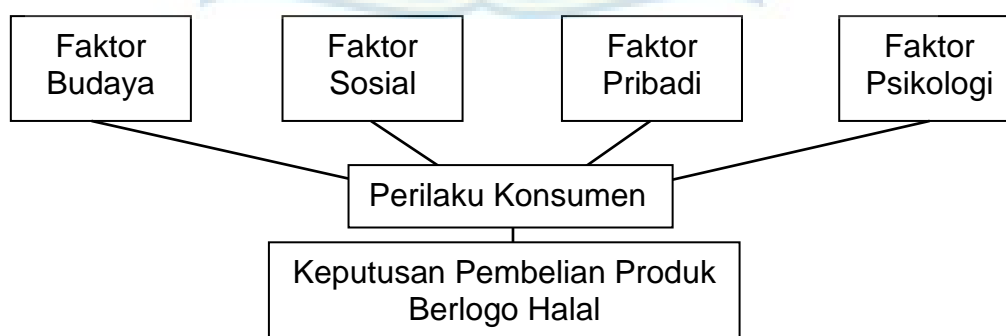 Faktor
Budaya
Faktor
Sosial
Faktor
Pribadi
Faktor
Psikologi
Perilaku Konsumen
Keputusan Pembelian Produk
Berlogo Halal